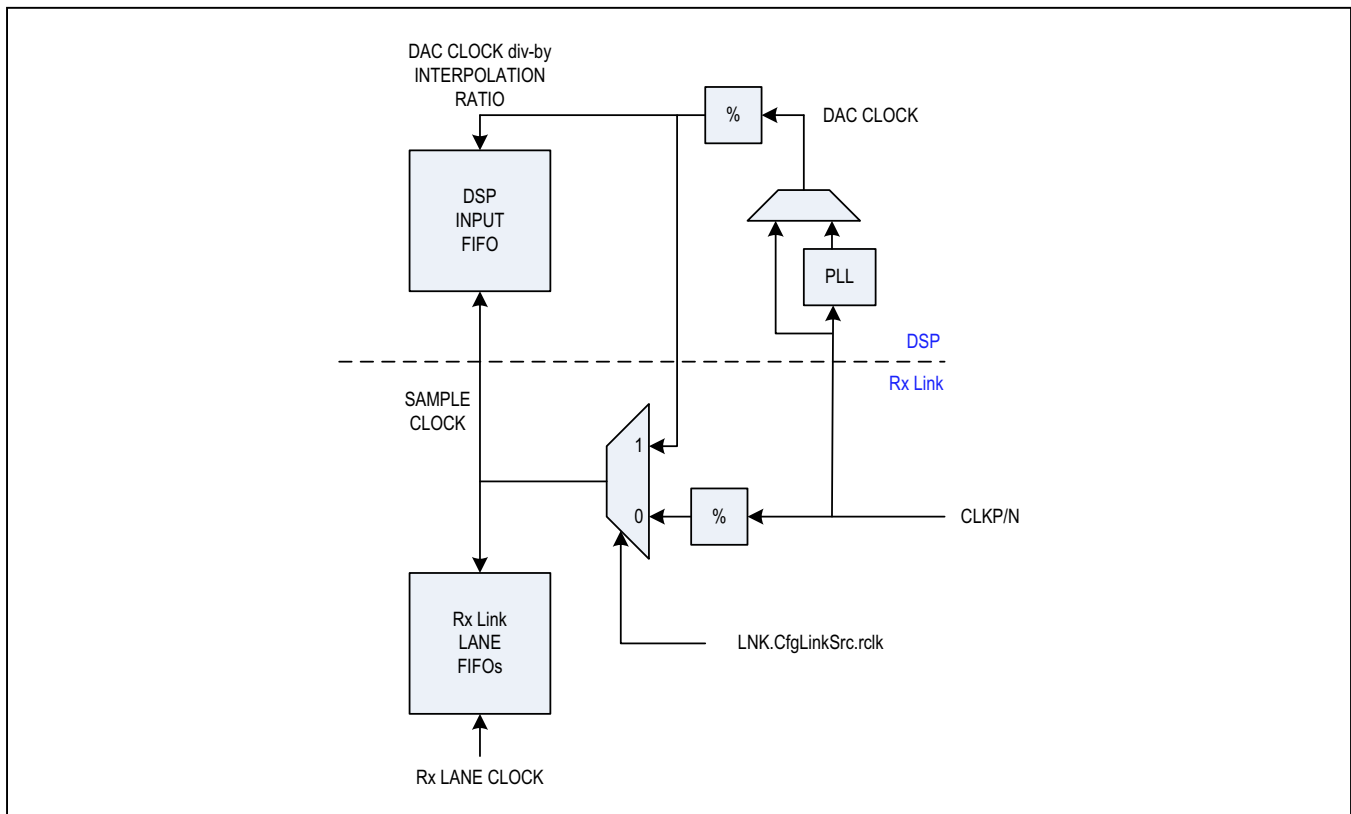 DAC CLOCK div-by
INTERPOLATION
RATIO
%
DAC CLOCK
DSP
INPUT
FIFO
PLL
DSP
Rx Link
SAMPLE
CLOCK
1
0
%
CLKP/N
Rx Link
LANE
FIFOs
LNK.CfgLinkSrc.rclk
Rx LANE CLOCK